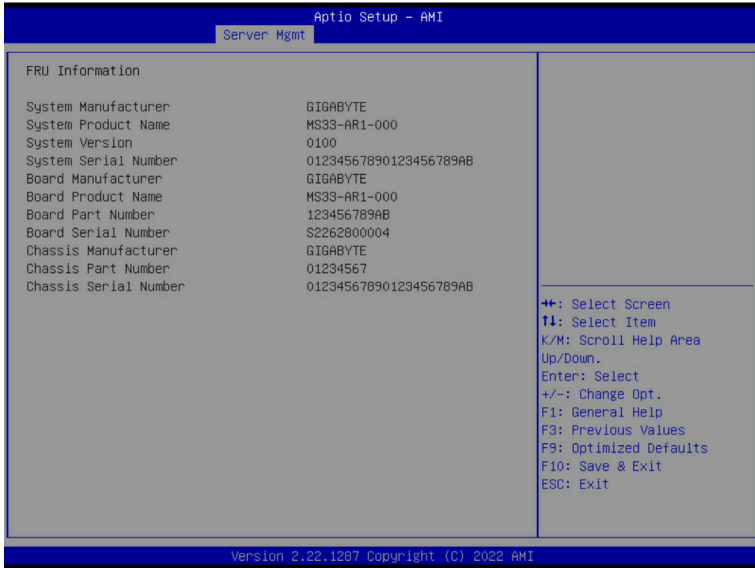 Aptio Setup – AMI
Server Mgmt
FRU Information
System Manufacturer GIGABYTE
System Product Name MS33-AR1-000
System Version 0100
System Serial Number 01234567890123456789AB
Board Manufacturer GIGABYTE
Board Product Name MS33-AR1-000
Board Part Number 123456789AB
Board Serial Number S2262800004
Chassis Manufacturer GIGABYTE
Chassis Part Number 01234567
Chassis Serial Number 01234567890123456789AB
→←: Select Screen
↑↓: Select Item
K/M: Scroll Help Area
Up/Down.
Enter: Select
+/-: Change Opt.
F1: General Help
F3: Previous Values
F9: Optimized Defaults
F10: Save & Exit
ESC: Exit
Version 2.22.1287 Copyright (C) 2022 AMI